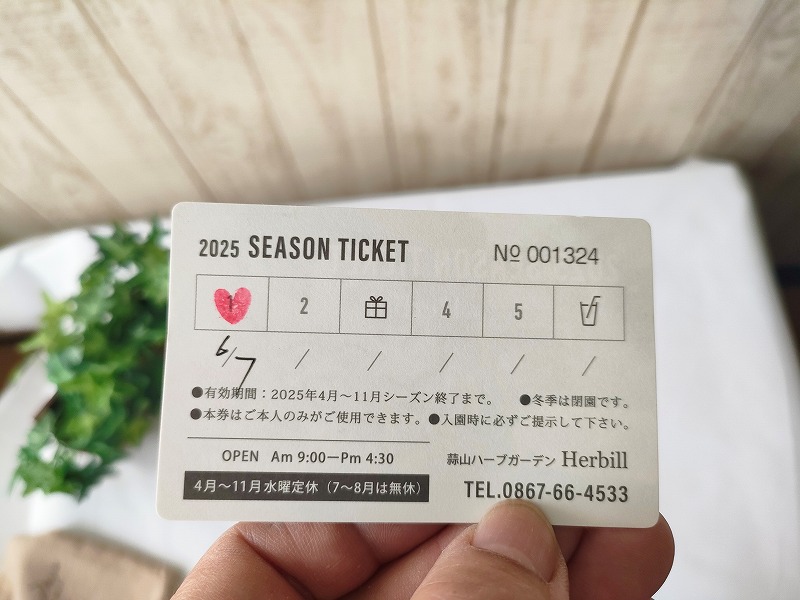 2025 SEASON TICKET № 001324
1 2 4 5
6/7 / / / / /
●有効期間：2025年4月～11月シーズン終了まで。 ●冬季は閉園です。
●本券はご本人のみがご使用できます。●入園時に必ずご提示して下さい。
OPEN Am 9:00ーPm 4:30
4月～11月水曜定休（7～8月は無休）
蒜山ハーブガーデン Herbill
TEL.0867-66-4533